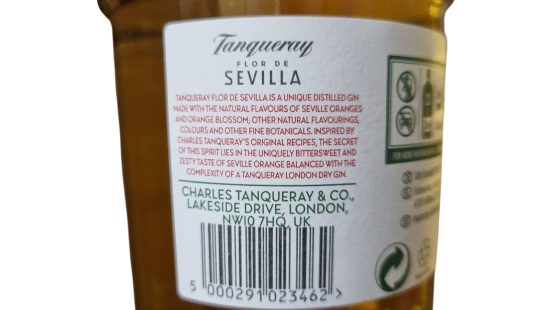 Tanqueray
FLOR DE
SEVILLA
TANQUERAY FLOR DE SEVILLA IS A UNIQUE DISTILLED GIN
MADE WITH THE NATURAL FLAVOURS OF SEVILLE ORANGES
AND ORANGE BLOSSOM; OTHER NATURAL FLAVOURINGS,
COLOURS AND OTHER FINE BOTANICALS. INSPIRED BY
CHARLES TANQUERAY'S ORIGINAL RECIPES, THE SECRET
OF THIS SPIRIT LIES IN THE UNIQUELY BITTERSWEET AND
ZESTY TASTE OF SEVILLE ORANGE BALANCED WITH THE
COMPLEXITY OF A TANQUERAY LONDON DRY GIN.
CHARLES TANQUERAY & CO.,
LAKESIDE DRIVE, LONDON,
NW10 7HQ, UK
5 000291 023462 >
FOR MORE